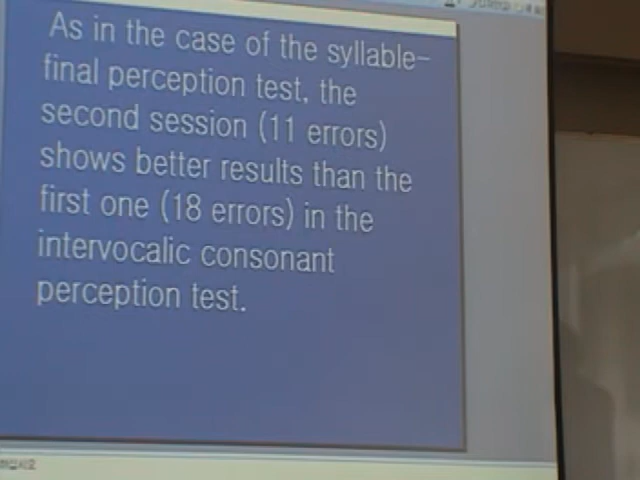 As in the case of the syllable-
final perception test, the
second session (11 errors)
shows better results than the
first one (18 errors) in the
intervocalic consonant
perception test.